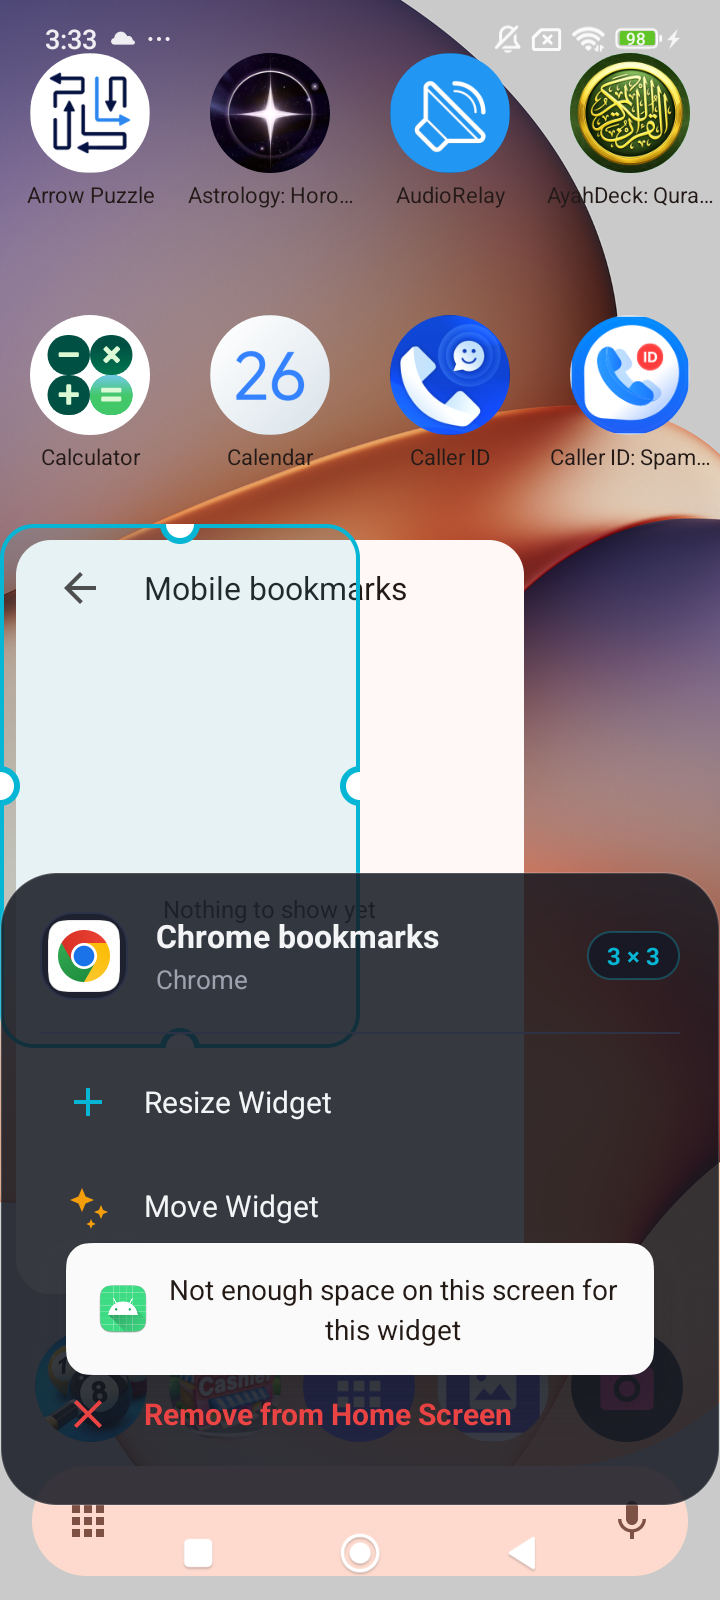 3:33
98
Arrow Puzzle
Astrology: Horo...
AudioRelay
AyahDeck: Qura...
26
ID
Calculator
Calendar
Caller ID
Caller ID: Spam...
Mobile bookmarks
Nothing to show yet
Chrome bookmarks
Chrome
3 × 3
Resize Widget
Move Widget
Not enough space on this screen for
this widget
8
Cashier
Remove from Home Screen